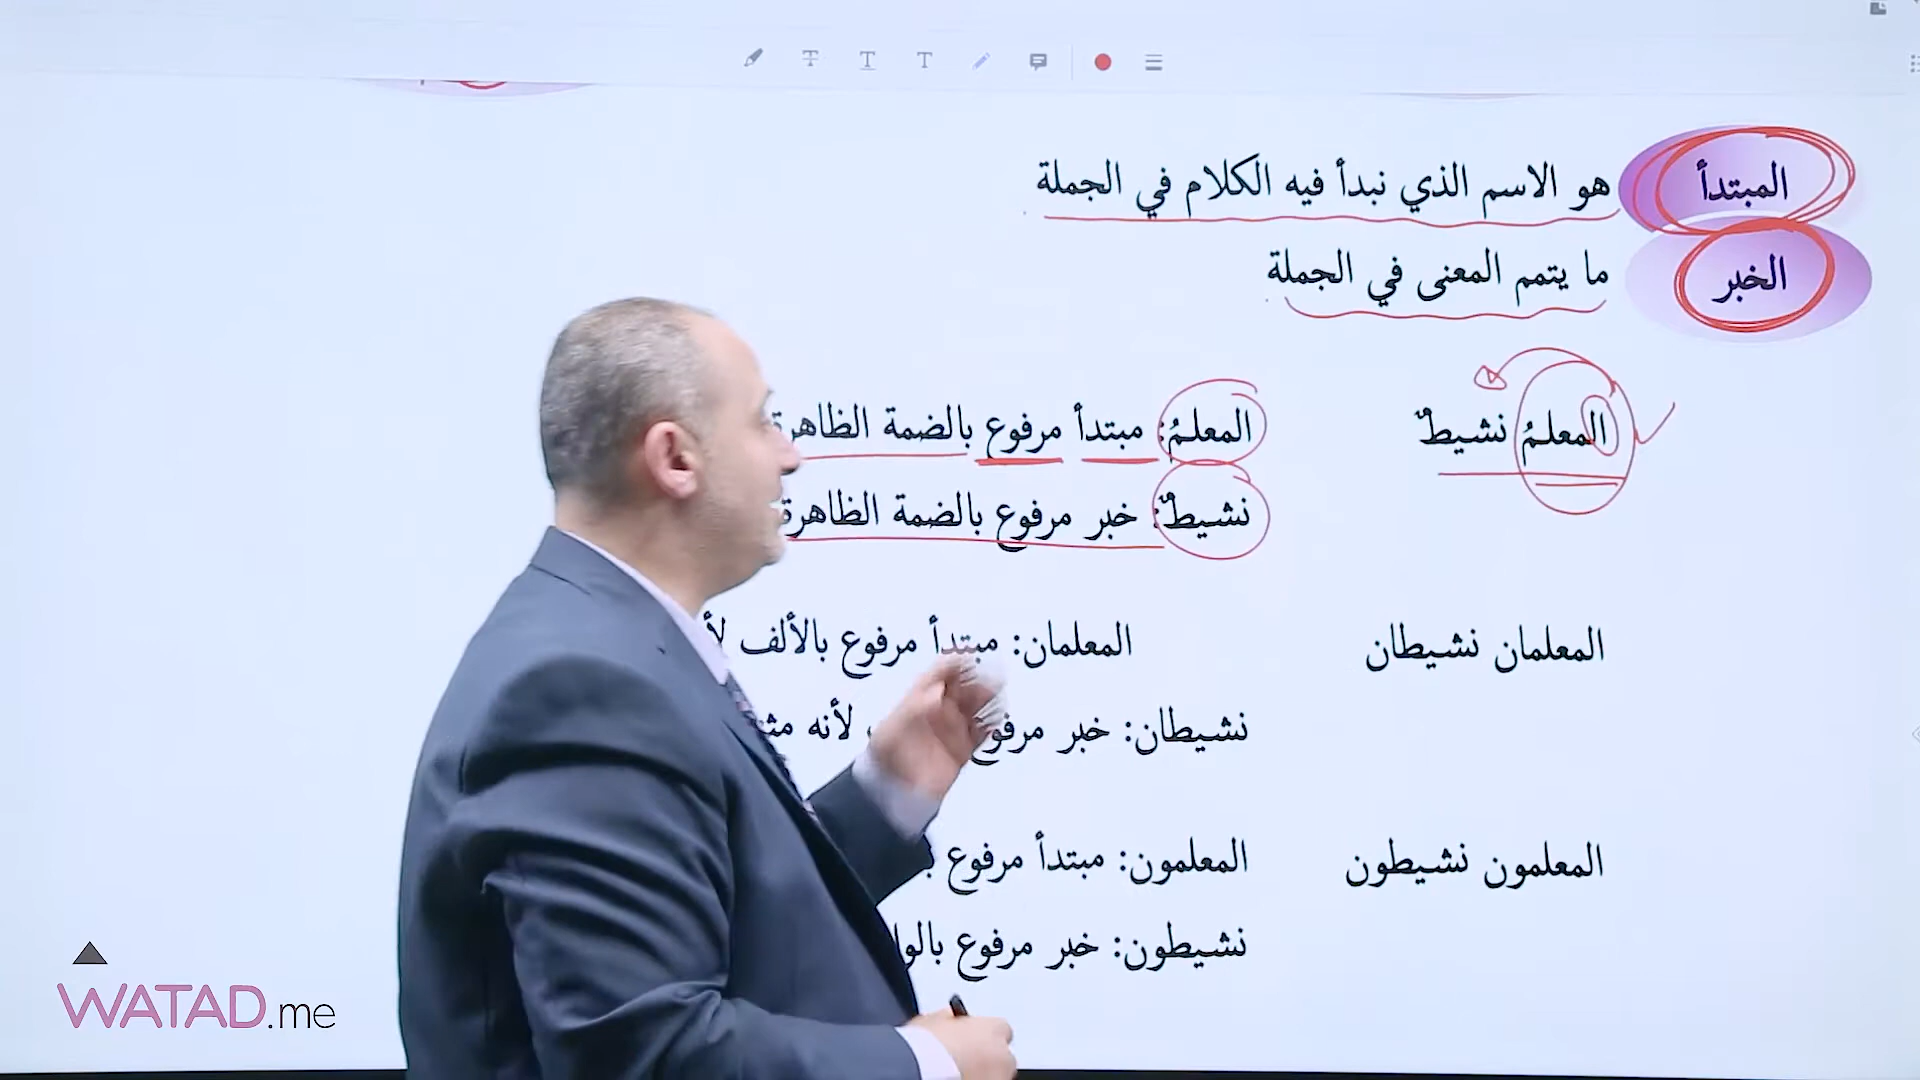 المبتدأ هو الاسم الذي نبدأ فيه الكلام في الجملة
الخبر ما يتمم المعنى في الجملة
المعلمُ نشيطٌ المعلمُ: مبتدأ مرفوع بالضمة الظاهرة
نشيطٌ: خبر مرفوع بالضمة الظاهرة
المعلمان نشيطان المعلمان: مبتدأ مرفوع بالألف
نشيطان: خبر مرفوع لأنه
المعلمون نشيطون المعلمون: مبتدأ مرفوع
نشيطون: خبر مرفوع
WATAD.me